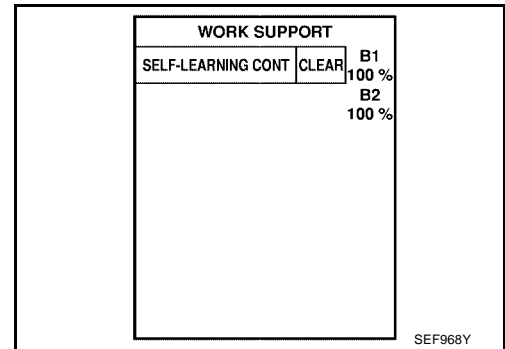 WORK SUPPORT
SELF-LEARNING CONT CLEAR B1
100 %
B2
100 %
SEF968Y